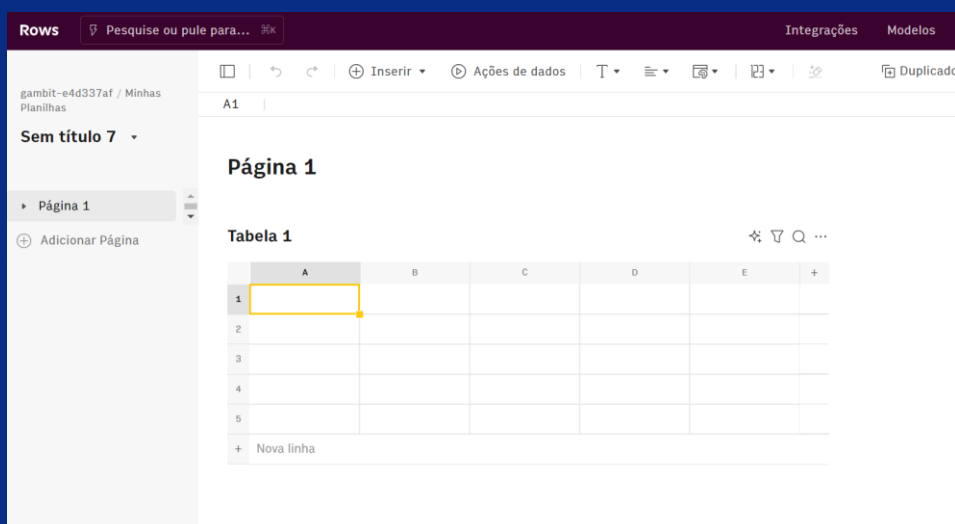 Rows Pesquise ou pule para... ⌘K Integrações Modelos
Inserir Ações de dados Duplicado
gambit-e4d337af / Minhas
Planilhas
A1
Sem título 7
Página 1
Página 1
Adicionar Página
Tabela 1
A B C D E +
1
2
3
4
5
+ Nova linha